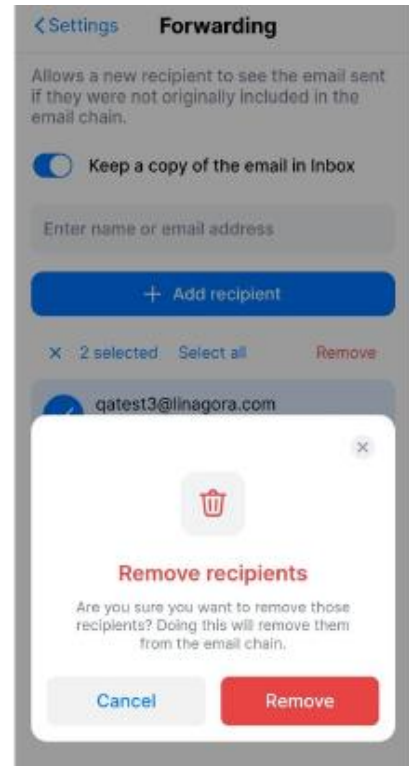 Settings
Forwarding
Allows a new recipient to see the email sent
if they were not originally included in the
email chain.
Keep a copy of the email in Inbox
Enter name or email address
+ Add recipient
2 selected Select all Remove
qatest3@linagora.com
Remove recipients
Are you sure you want to remove those
recipients? Doing this will remove them
from the email chain.
Cancel
Remove